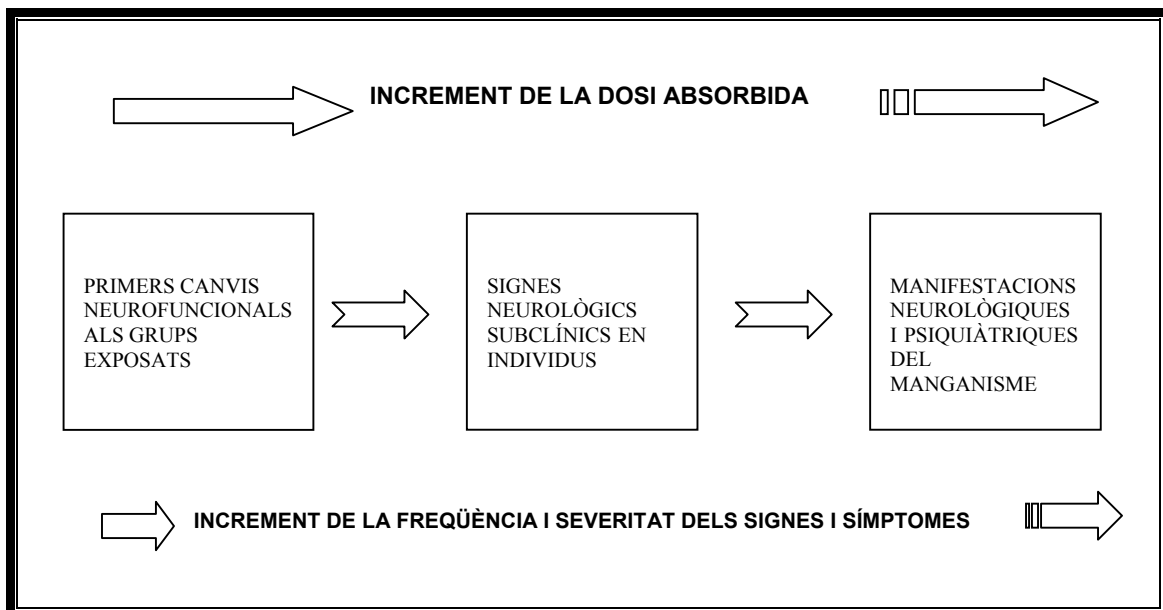 INCREMENT DE LA DOSI ABSORBIDA
PRIMERS CANVIS
NEUROFUNCIONALS
ALS GRUPS
EXPOSATS
SIGNES
NEUROLÒGICS
SUBCLÍNICS EN
INDIVIDUS
MANIFESTACIONS
NEUROLÒGIQUES
I PSIQUIÀTRIQUES
DEL
MANGANISME
INCREMENT DE LA FREQÜÈNCIA I SEVERITAT DELS SIGNES I SÍMPTOMES